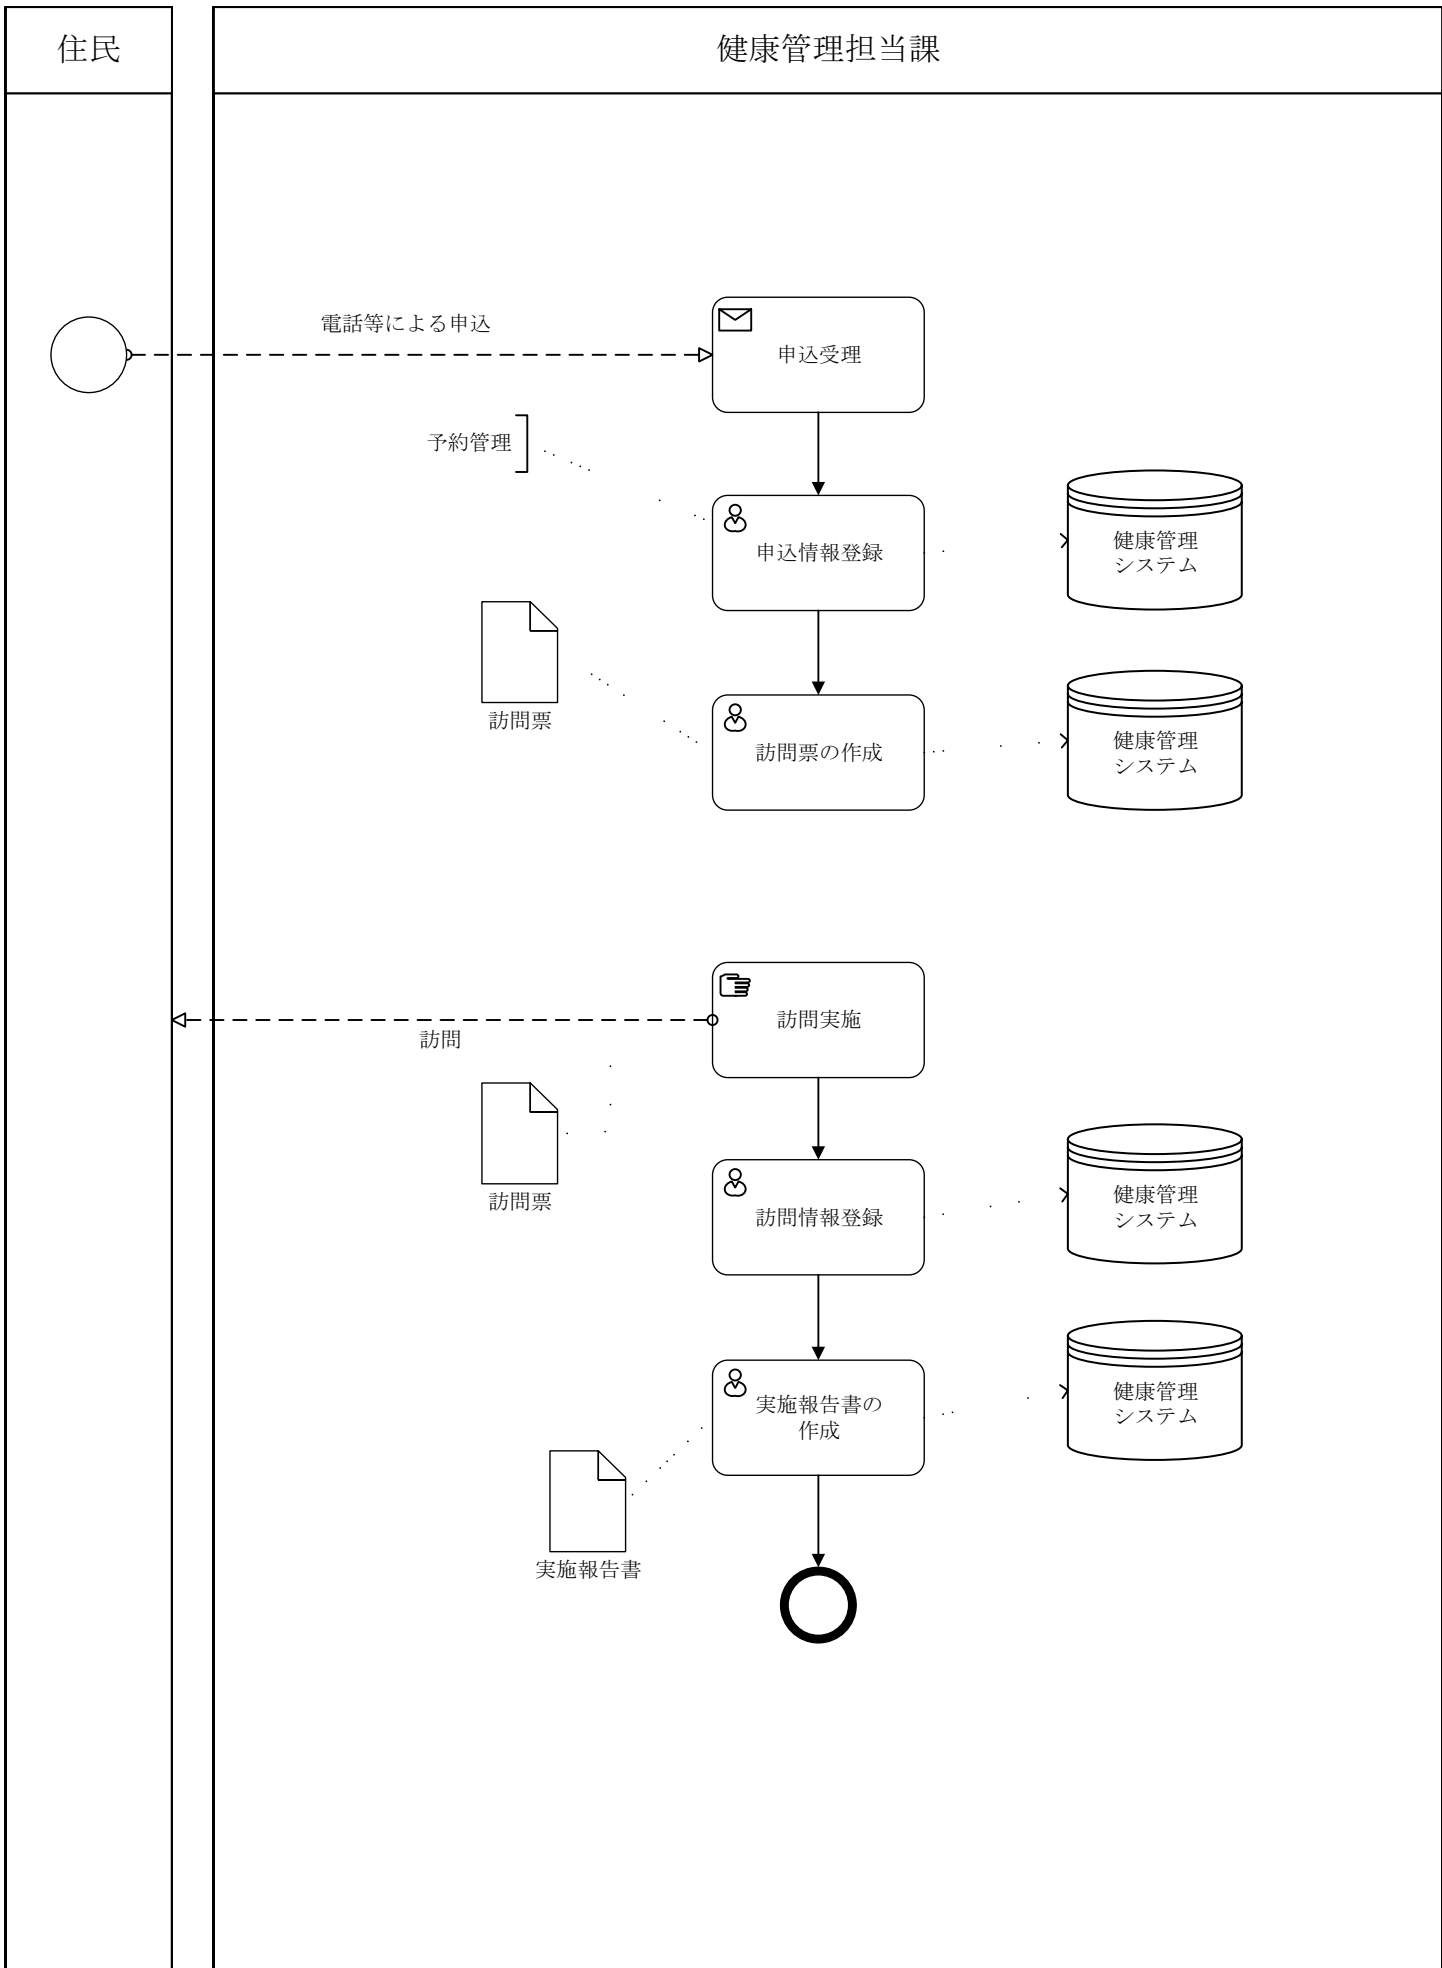 住民
健康管理担当課
電話等による申込
申込受理
予約管理
申込情報登録
健康管理
システム
訪問票
訪問票の作成
健康管理
システム
訪問実施
訪問
訪問票
訪問情報登録
健康管理
システム
実施報告書の
作成
健康管理
システム
実施報告書